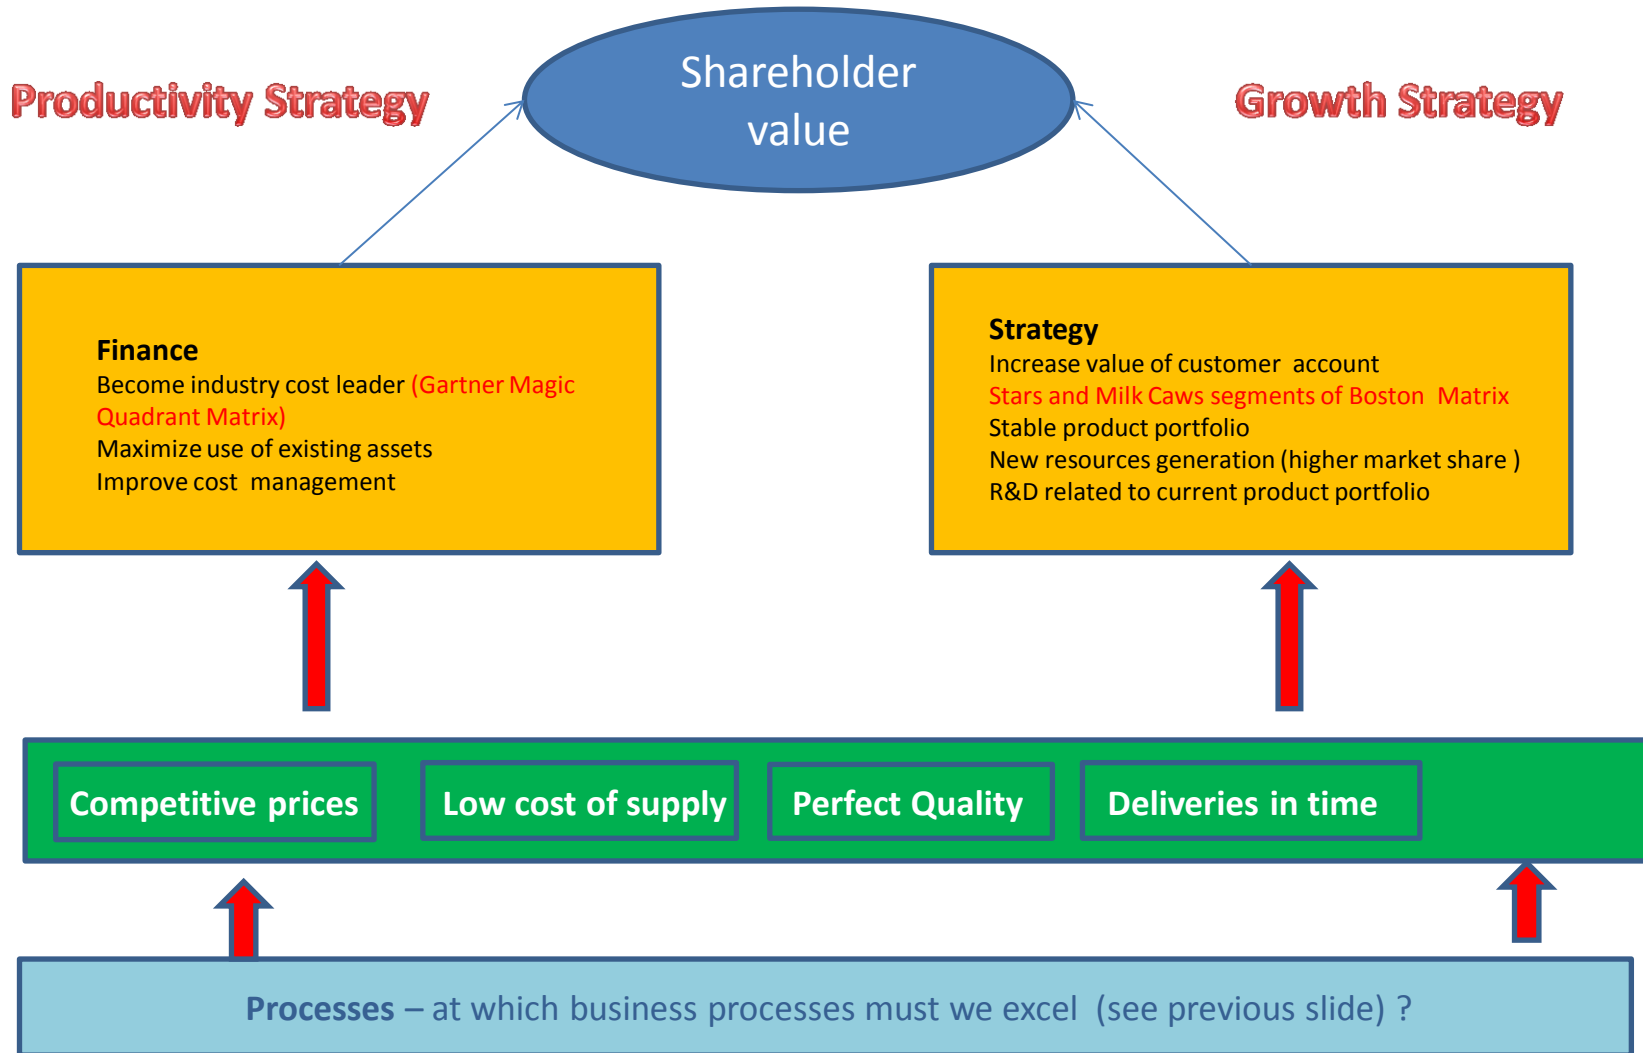 Shareholder
value
Productivity Strategy
Growth Strategy
Finance
Become industry cost leader (Gartner Magic
Quadrant Matrix)
Maximize use of existing assets
Improve cost management
Strategy
Increase value of customer account
Stars and Milk Caws segments of Boston Matrix
Stable product portfolio
New resources generation (higher market share )
R&D related to current product portfolio
Competitive prices
Low cost of supply
Perfect Quality
Deliveries in time
Processes – at which business processes must we excel (see previous slide) ?